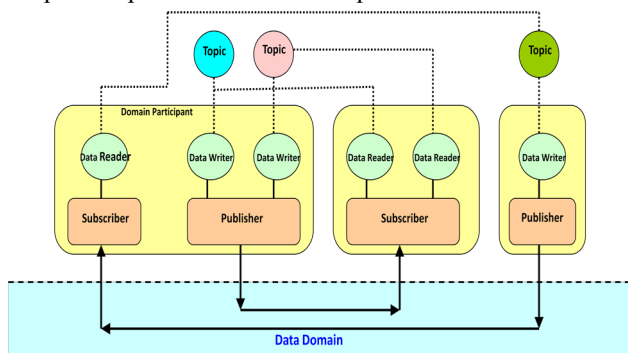 Topic
Topic
Topic
Domain Participant
Data Reader
Data Writer
Data Writer
Data Reader
Data Reader
Data Writer
Subscriber
Publisher
Subscriber
Publisher
Data Domain